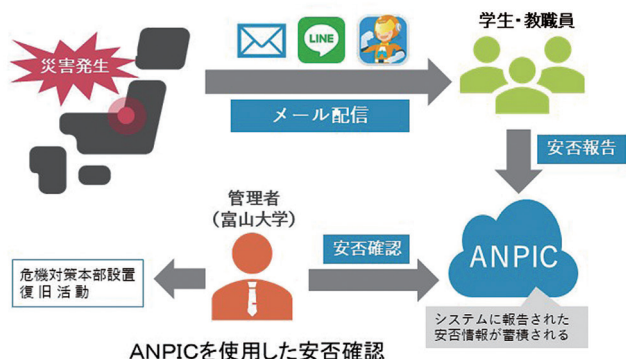 災害発生
LINE
学生・教職員
メール配信
安否報告
管理者
(富山大学)
安否確認
ANPIC
危機対策本部設置
復旧活動
システムに報告された
安否情報が蓄積される
ANPICを使用した安否確認